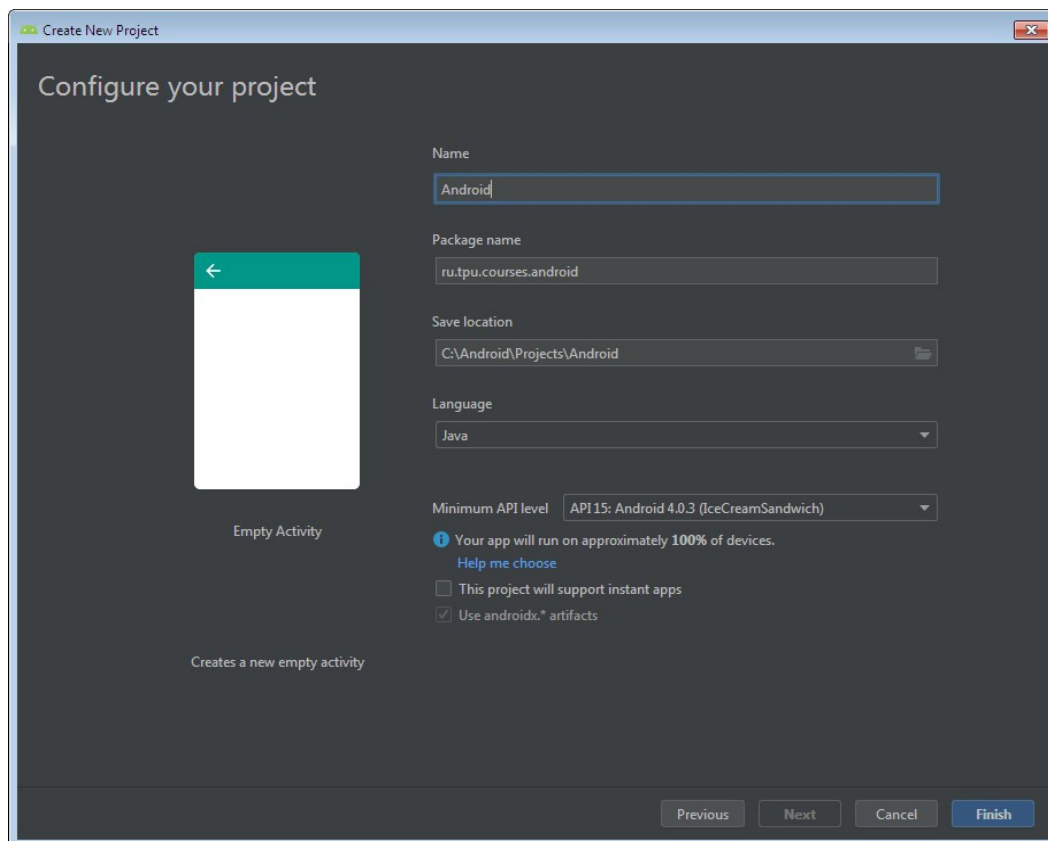 Create New Project
Configure your project
Name
Android
Package name
ru.tpu.courses.android
Save location
C:\Android\Projects\Android
Language
Java
Minimum API level API 15: Android 4.0.3 (IceCreamSandwich)
Empty Activity
Your app will run on approximately 100% of devices.
Help me choose
This project will support instant apps
Use androidx.* artifacts
Creates a new empty activity
Previous Next Cancel Finish